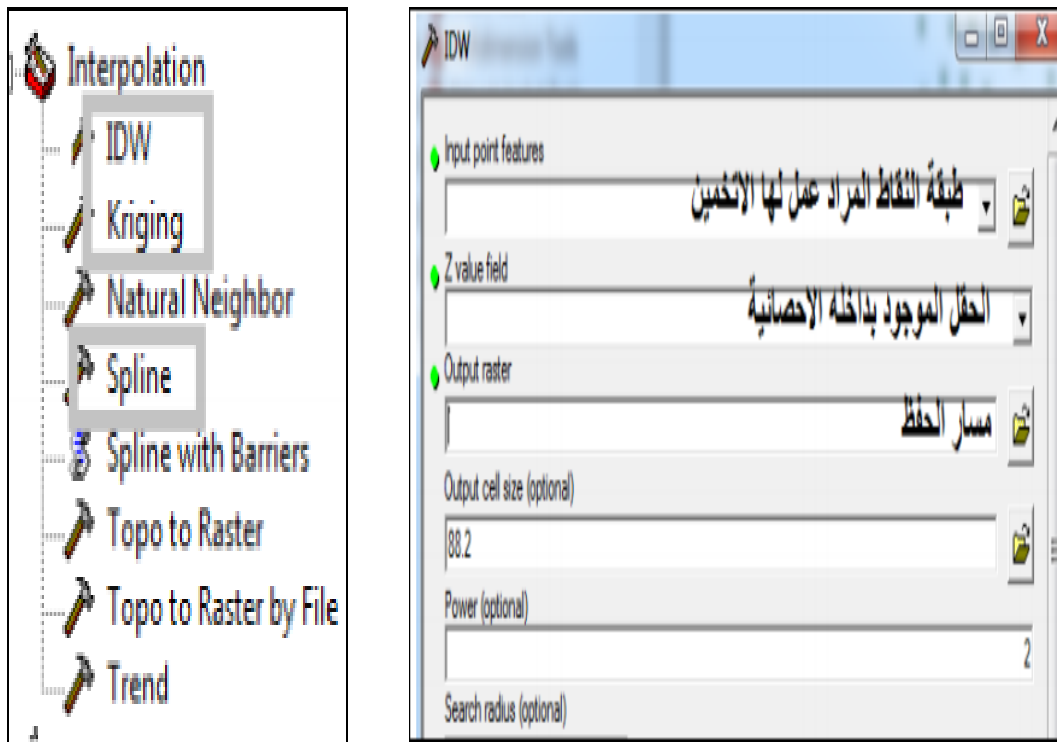 Interpolation
IDW
Kriging
Natural Neighbor
Spline
Spline with Barriers
Topo to Raster
Topo to Raster by File
Trend
IDW
Input point features
طبقة النقاط المراد عمل لها الاتخمين
Z value field
الحقل الموجود بداخله الاحصائية
Output raster
مسار الحفظ
Output cell size (optional)
88.2
Power (optional)
2
Search radius (optional)